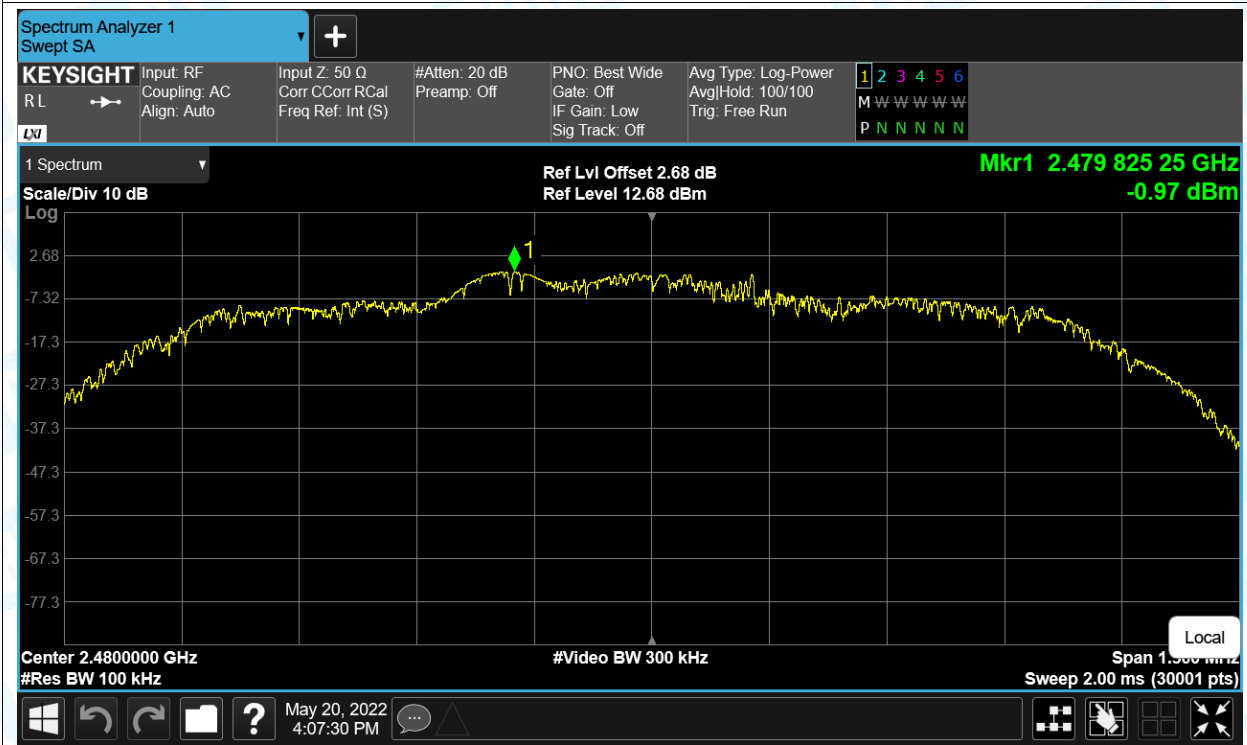 Spectrum Analyzer 1
Swept SA
KEYSIGHT
R L
LXI
Input: RF
Coupling: AC
Align: Auto
Input Z: 50 Ω
Corr CCorr RCal
Freq Ref: Int (S)
#Atten: 20 dB
Preamp: Off
PNO: Best Wide
Gate: Off
IF Gain: Low
Sig Track: Off
Avg Type: Log-Power
Avg|Hold: 100/100
Trig: Free Run
1 2 3 4 5 6
M W W W W W
P N N N N N
1 Spectrum
Scale/Div 10 dB
Log
Ref Lvl Offset 2.68 dB
Ref Level 12.68 dBm
Mkr1 2.479 825 25 GHz
-0.97 dBm
1
2.68
-7.32
-17.3
-27.3
-37.3
-47.3
-57.3
-67.3
-77.3
Local
Center 2.4800000 GHz
#Video BW 300 kHz
Span
#Res BW 100 kHz
Sweep 2.00 ms (30001 pts)
?
May 20, 2022
4:07:30 PM